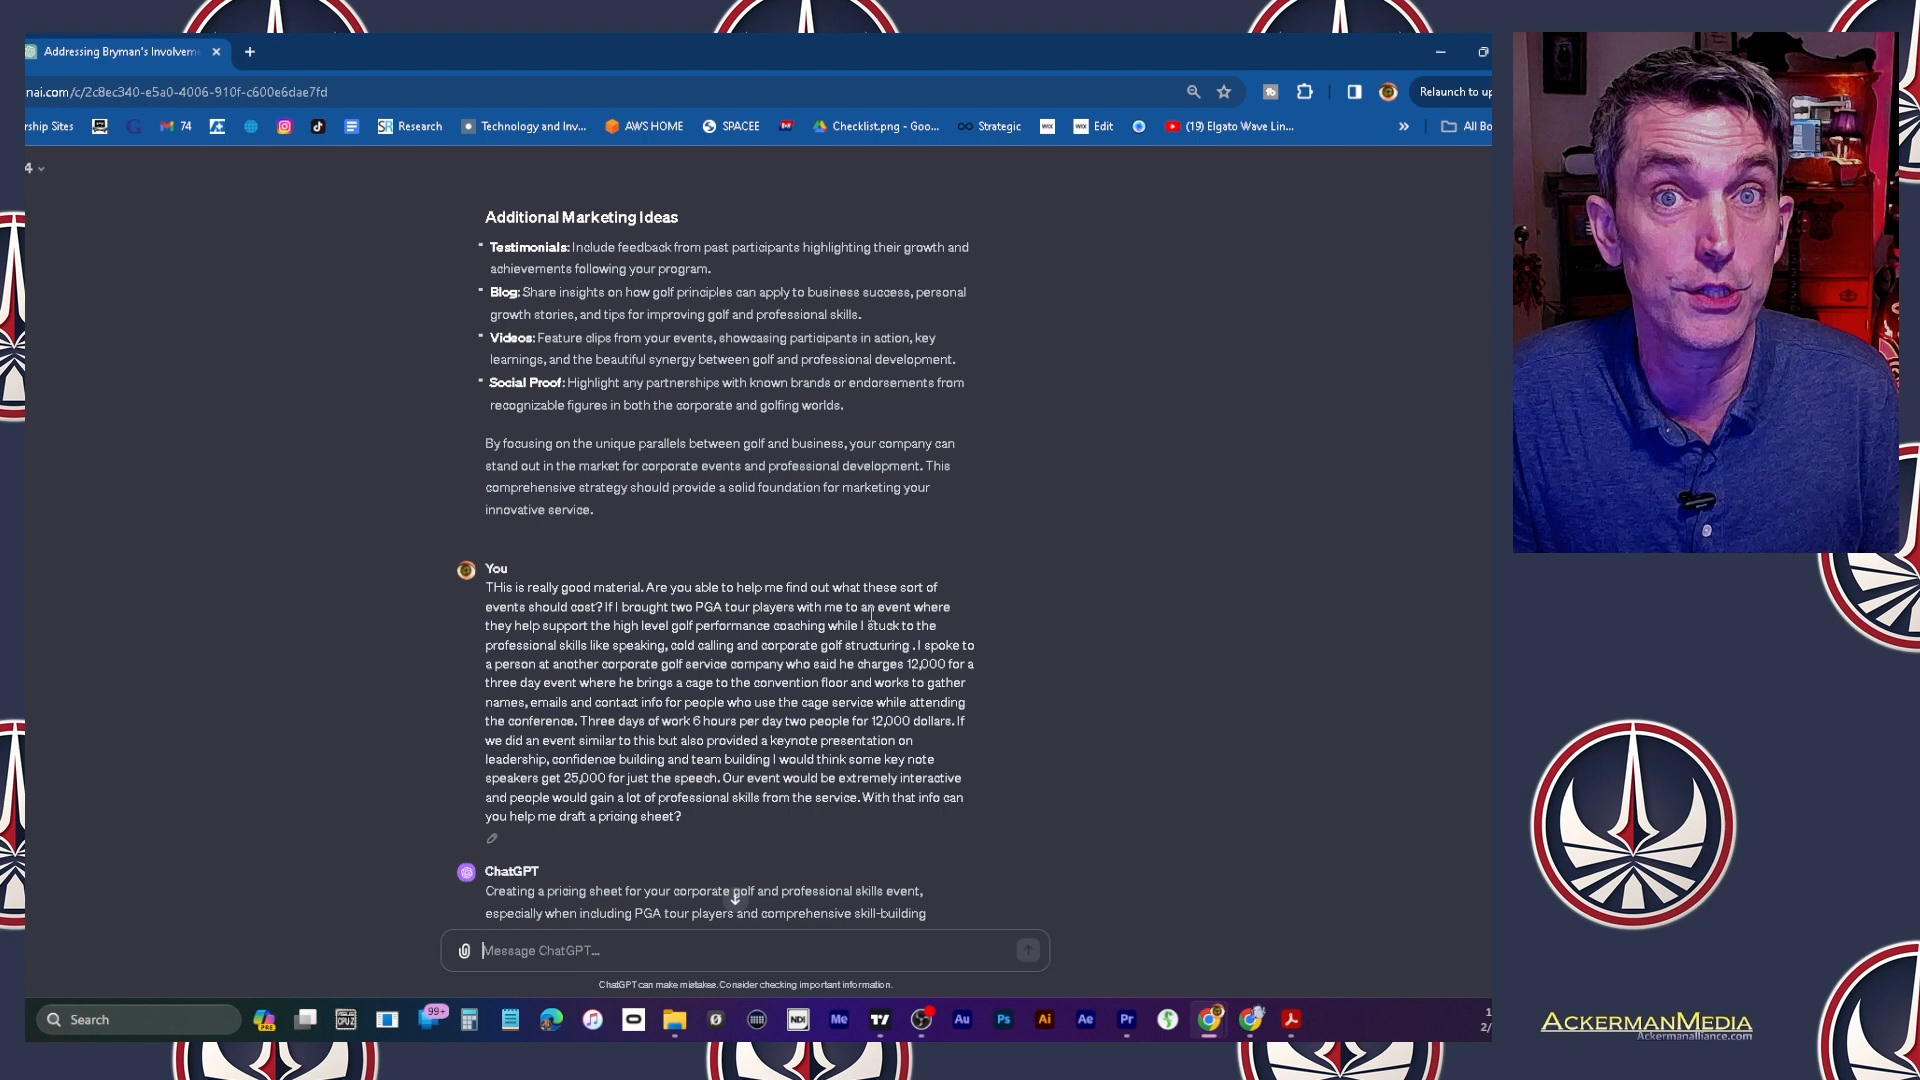 Addressing Bryman's Involvem
nai.com/c/2c8ec340-e5a0-4006-910f-c600e6dae7fd
Relaunch to up
rship Sites
74
SR Research
Technology and Inv...
AWS HOME
SPACEE
Checklist.png - Goo...
Strategic
WIX
WIX Edit
(19) Elgato Wave Lin...
»
All Bo
4
Additional Marketing Ideas
Testimonials: Include feedback from past participants highlighting their growth and
achievements following your program.
Blog: Share insights on how golf principles can apply to business success, personal
growth stories, and tips for improving golf and professional skills.
Videos: Feature clips from your events, showcasing participants in action, key
learnings, and the beautiful synergy between golf and professional development.
Social Proof: Highlight any partnerships with known brands or endorsements from
recognizable figures in both the corporate and golfing worlds.
By focusing on the unique parallels between golf and business, your company can
stand out in the market for corporate events and professional development. This
comprehensive strategy should provide a solid foundation for marketing your
innovative service.
You
THis is really good material. Are you able to help me find out what these sort of
events should cost? If I brought two PGA tour players with me to an event where
they help support the high level golf performance coaching while I stuck to the
professional skills like speaking, cold calling and corporate golf structuring . I spoke to
a person at another corporate golf service company who said he charges 12,000 for a
three day event where he brings a cage to the convention floor and works to gather
names, emails and contact info for people who use the cage service while attending
the conference. Three days of work 6 hours per day two people for 12,000 dollars. If
we did an event similar to this but also provided a keynote presentation on
leadership, confidence building and team building I would think some key note
speakers get 25,000 for just the speech. Our event would be extremely interactive
and people would gain a lot of professional skills from the service. With that info can
you help me draft a pricing sheet?
ChatGPT
Creating a pricing sheet for your corporate golf and professional skills event,
especially when including PGA tour players and comprehensive skill-building
Message ChatGPT...
ChatGPT can make mistakes. Consider checking important information.
Search
PRE
CPU-Z
99+
NDI
Me
Au
Ps
Ai
Ae
Pr
1
2/
ACKERMANMEDIA
Ackermanalliance.com